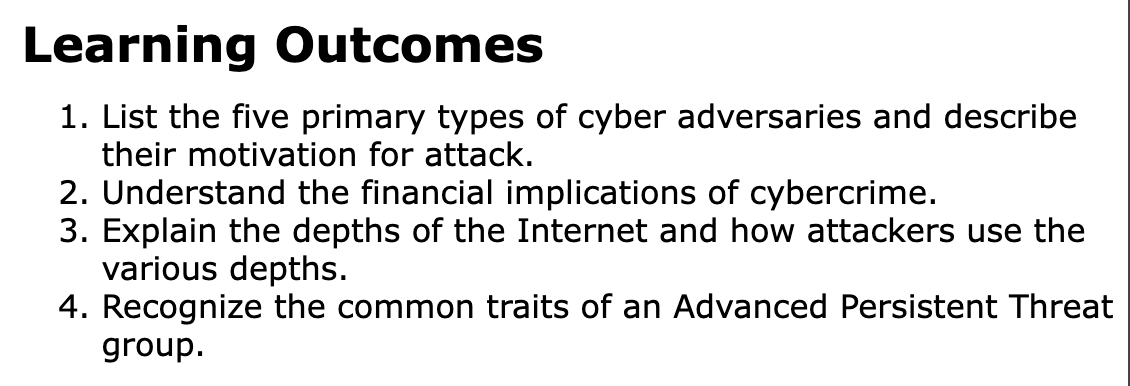 Learning Outcomes
1. List the five primary types of cyber adversaries and describe
their motivation for attack.
2. Understand the financial implications of cybercrime.
3. Explain the depths of the Internet and how attackers use the
various depths.
4. Recognize the common traits of an Advanced Persistent Threat
group.